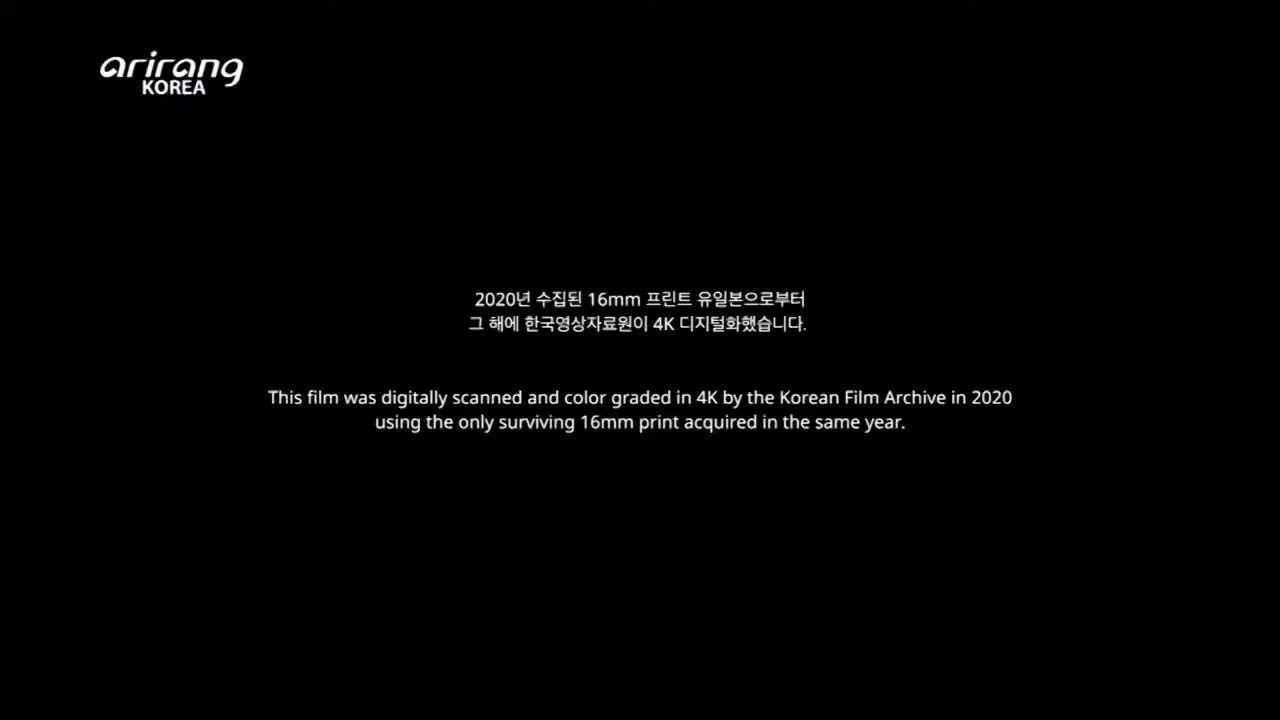 arirang
KOREA
2020년 수집된 16mm 프린트 유일본으로부터
그 해에 한국영상자료원이 4K 디지털화했습니다.
This film was digitally scanned and color graded in 4K by the Korean Film Archive in 2020
using the only surviving 16mm print acquired in the same year.